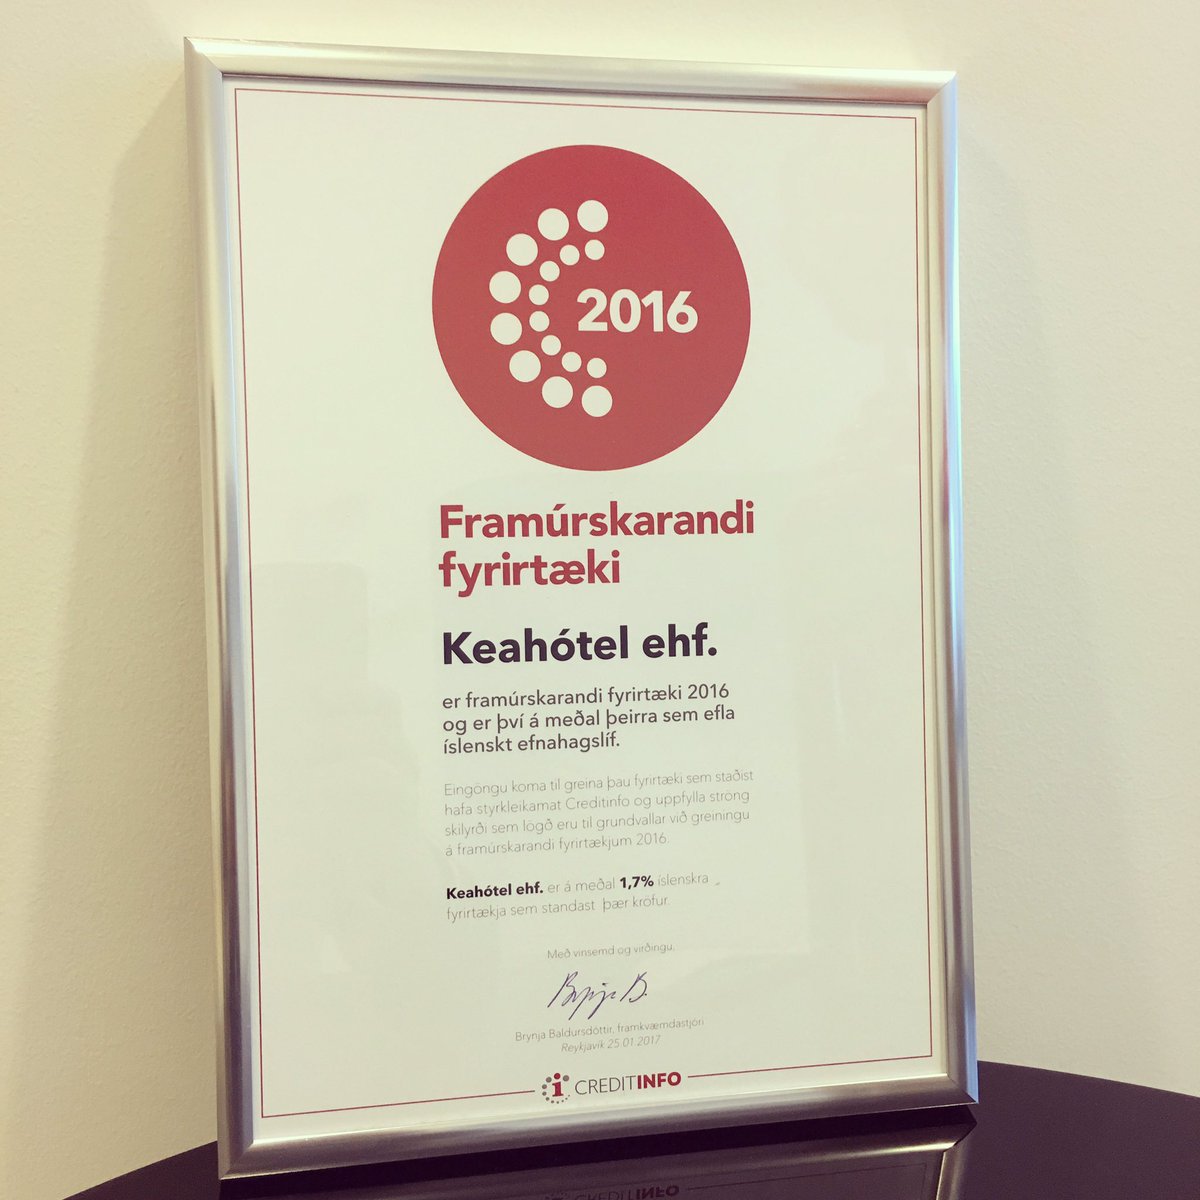 2016
Framúrskarandi
fyrirtæki
Keahótel ehf.
er framúrskarandi fyrirtæki 2016
og er því á meðal þeirra sem efla
íslenskt efnahagslíf.
Eingöngu koma til greina þau fyrirtæki sem staðist
hafa styrkleikamat Creditinfo og uppfylla ströng
skilyrði sem lögð eru til grundvallar við greiningu
á framúrskarandi fyrirtækjum 2016.
Keahótel ehf. er á meðal 1,7% íslenskra
fyrirtækja sem standast þær kröfur.
Með vinsemd og virðingu,
Brynja B.
Brynja Baldursdóttir, framkvæmdastjóri
Reykjavík 25.01.2017
CREDITINFO